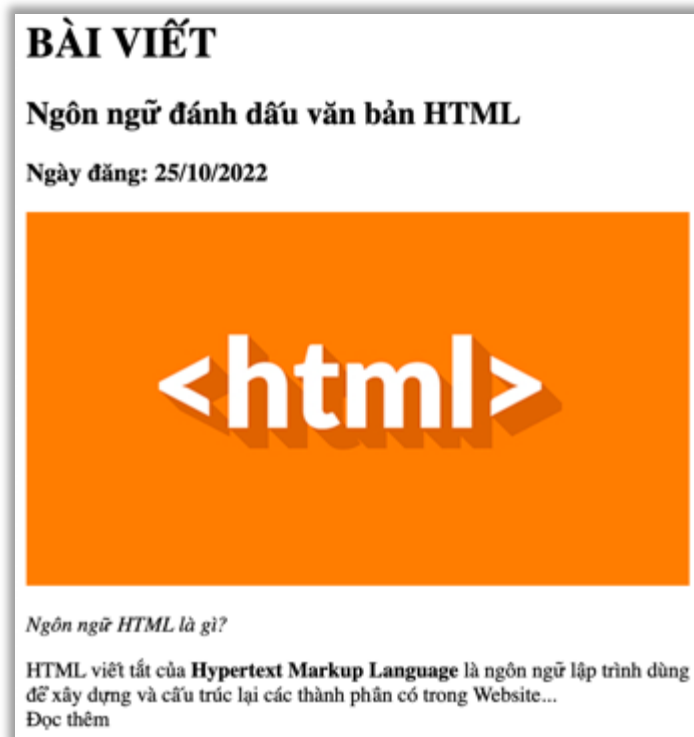 BÀI VIẾT
Ngôn ngữ đánh dấu văn bản HTML
Ngày đăng: 25/10/2022
<html>
Ngôn ngữ HTML là gì?
HTML viết tắt của Hypertext Markup Language là ngôn ngữ lập trình dùng
để xây dựng và cấu trúc lại các thành phần có trong Website...
Đọc thêm